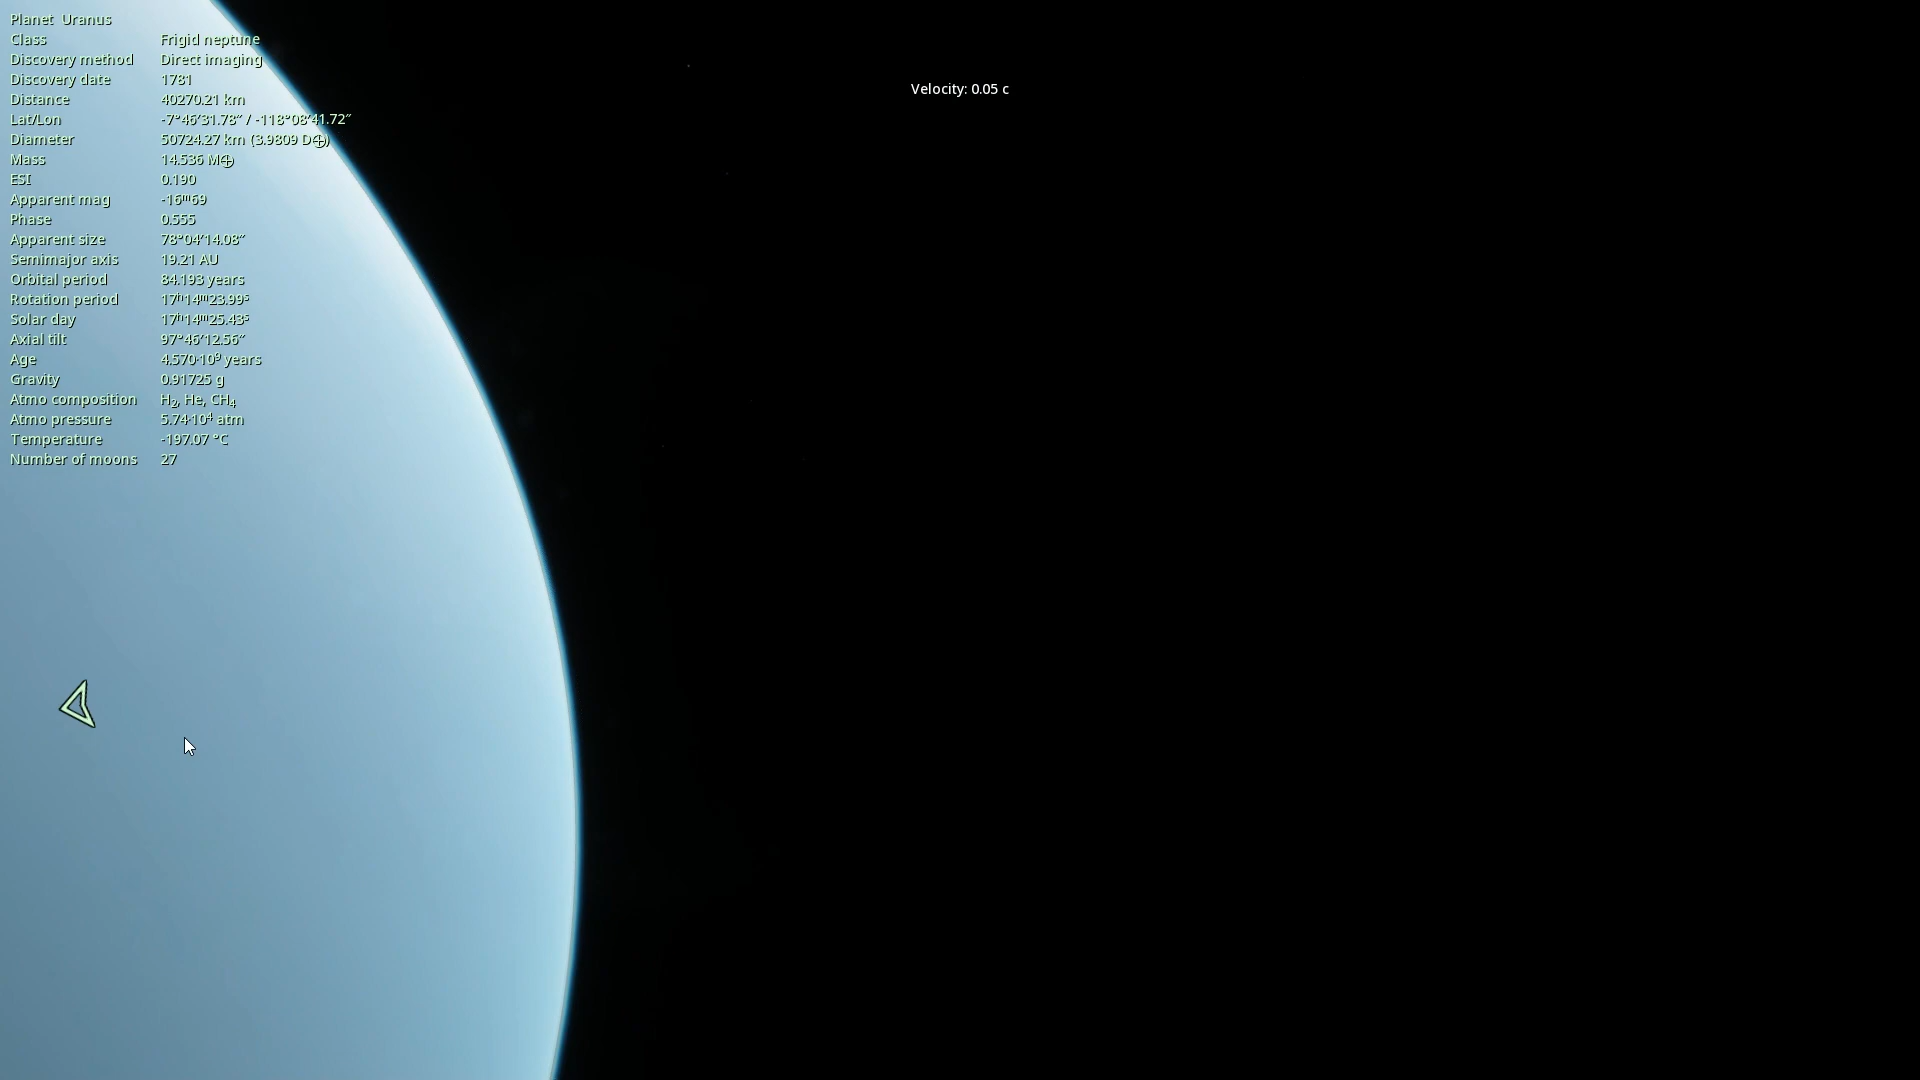 Planet Uranus
Class Frigid neptune
Discovery method Direct imaging
Discovery date 1781
Distance 40270.21 km
Lat/Lon -7°46′31.78″ / -118°08′41.72″
Diameter 50724.27 km (3.9809 D⊕)
Mass 14.536 M⊕
ESI 0.190
Apparent mag -16ᵐ69
Phase 0.555
Apparent size 78°04′14.08″
Semimajor axis 19.21 AU
Orbital period 84.193 years
Rotation period 17ʰ14ᵐ23.99ˢ
Solar day 17ʰ14ᵐ25.43ˢ
Axial tilt 97°46′12.56″
Age 4.570·10⁹ years
Gravity 0.91725 g
Atmo composition H₂, He, CH₄
Atmo pressure 5.74·10⁴ atm
Temperature -197.07 °C
Number of moons 27
Velocity: 0.05 c